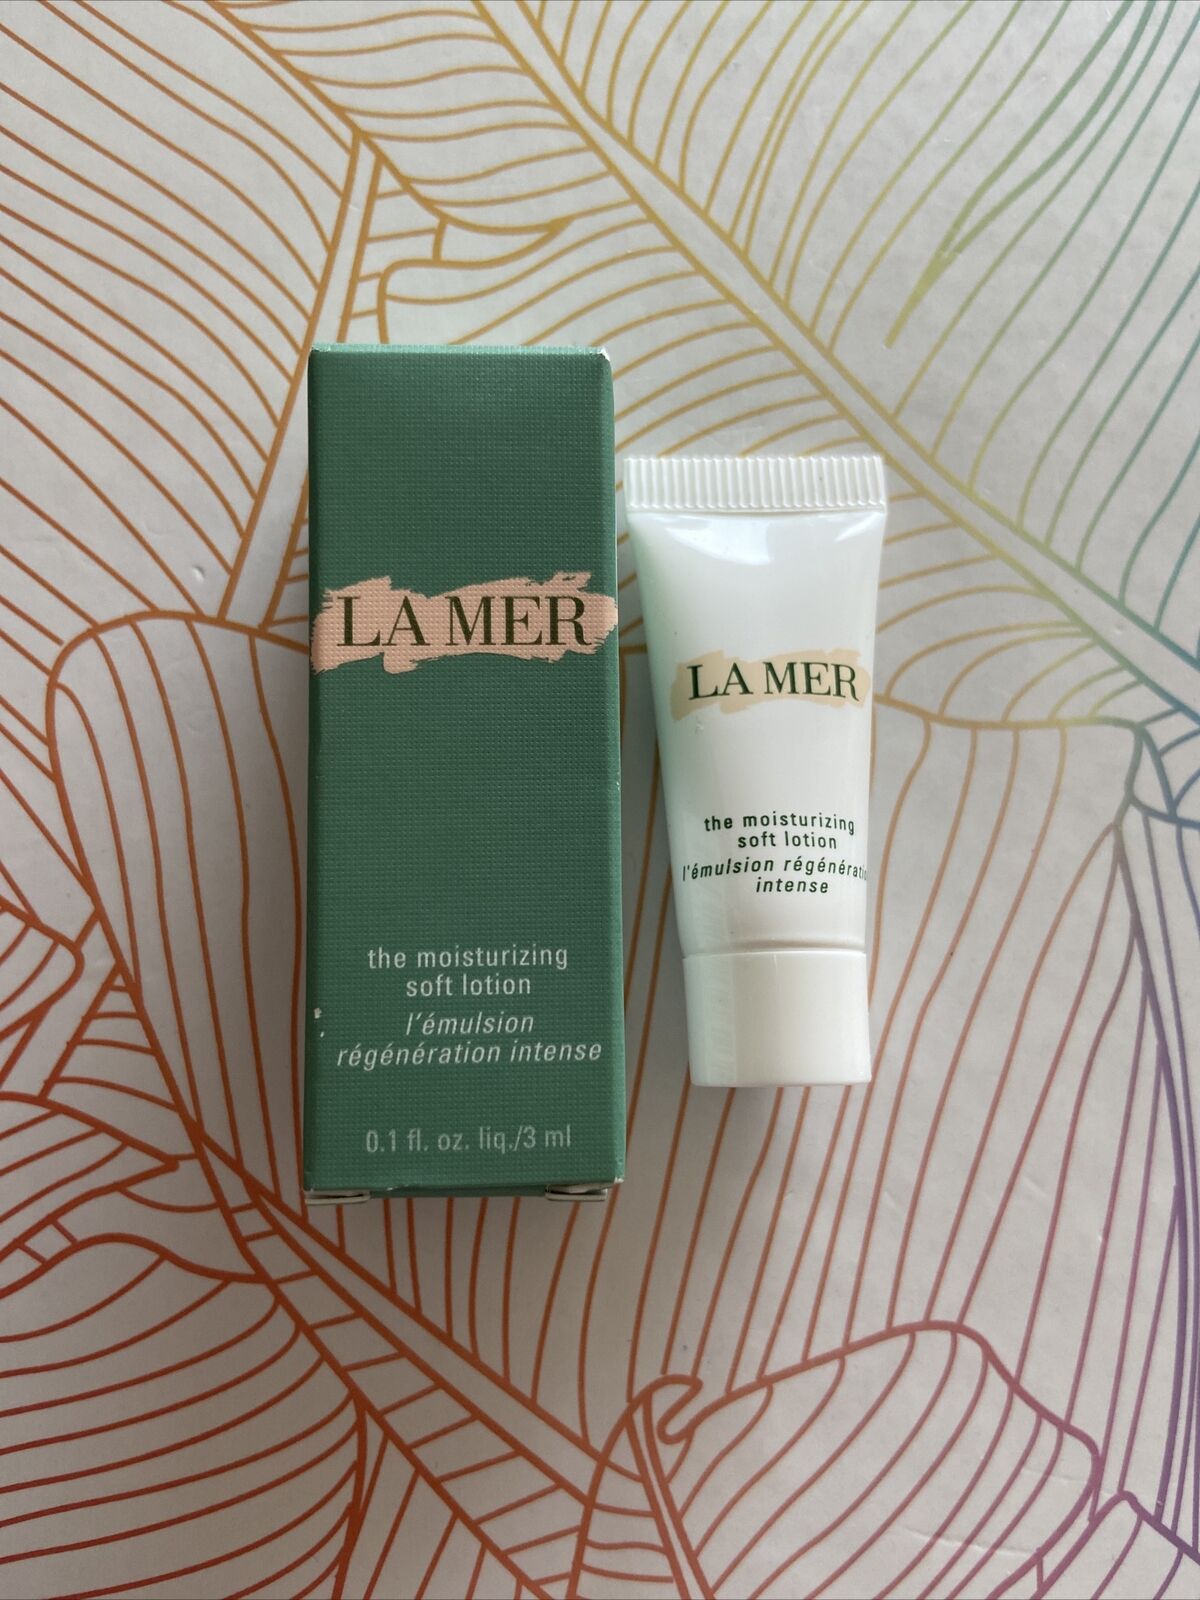 LA MER
the moisturizing
soft lotion
l'émulsion
régénération intense
0.1 fl. oz. liq./3 ml
LA MER
the moisturizing
soft lotion
l'émulsion régénératio
intense